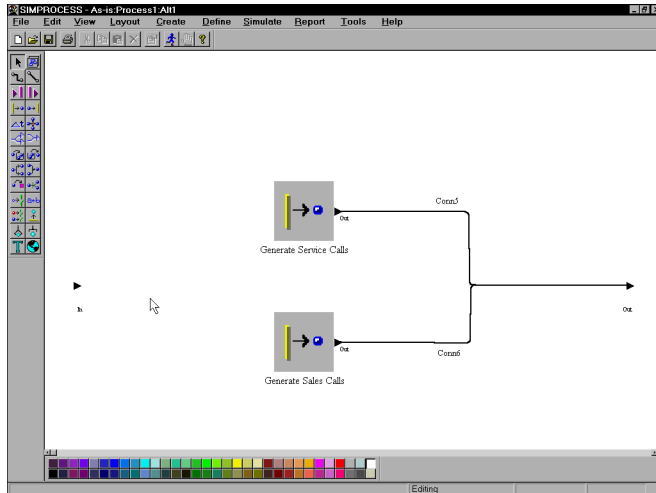 SIMPROCESS - As-is:Process1:Alt1
File Edit View Layout Create Define Simulate Report Tools Help
Conn5
Out
Generate Service Calls
In
Out
Out
Conn6
Generate Sales Calls
Editing